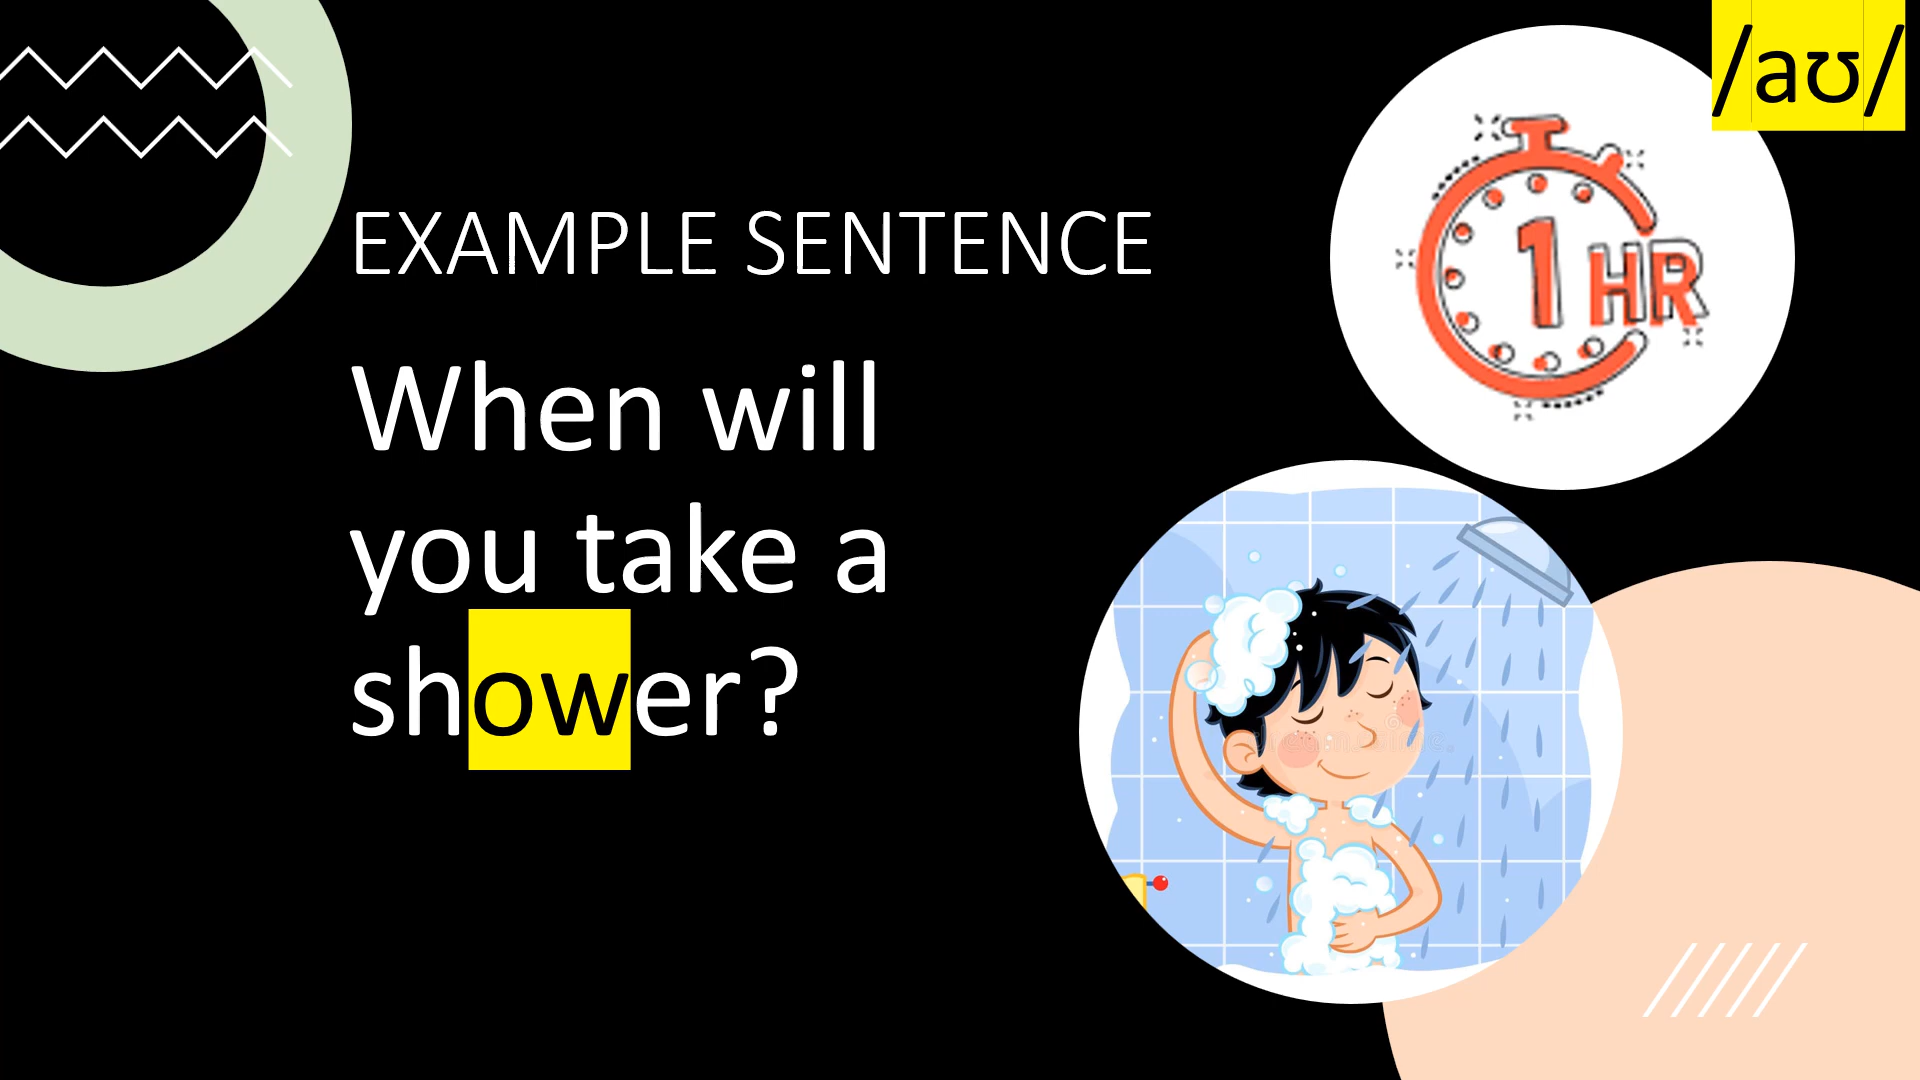 /aʊ/
EXAMPLE SENTENCE
1 HR
When will
you take a
shower?